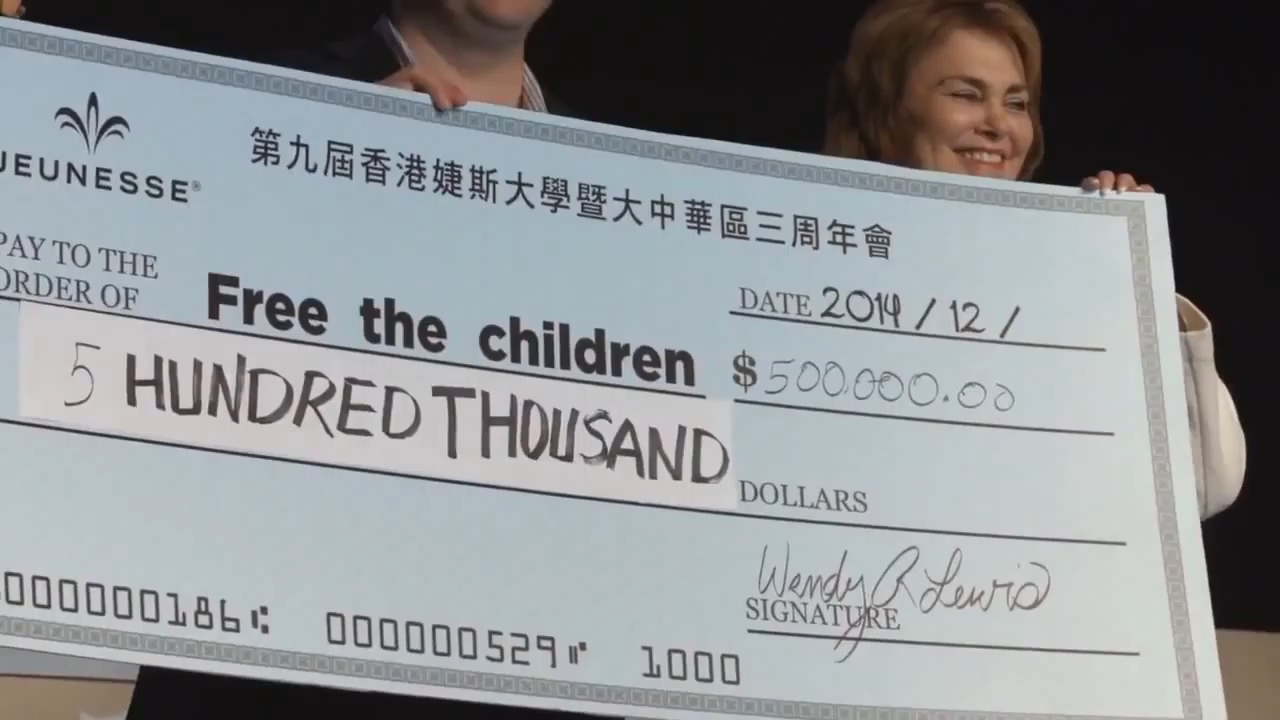 JEUNESSE®
第九屆香港婕斯大學暨大中華區三周年會
PAY TO THE
ORDER OF
Free the children
DATE 2014 / 12 /
$ 500.000.00
5 HUNDRED THOUSAND
DOLLARS
Wendy R Lewis
SIGNATURE
000000186⑆ 000000529⑈ 1000